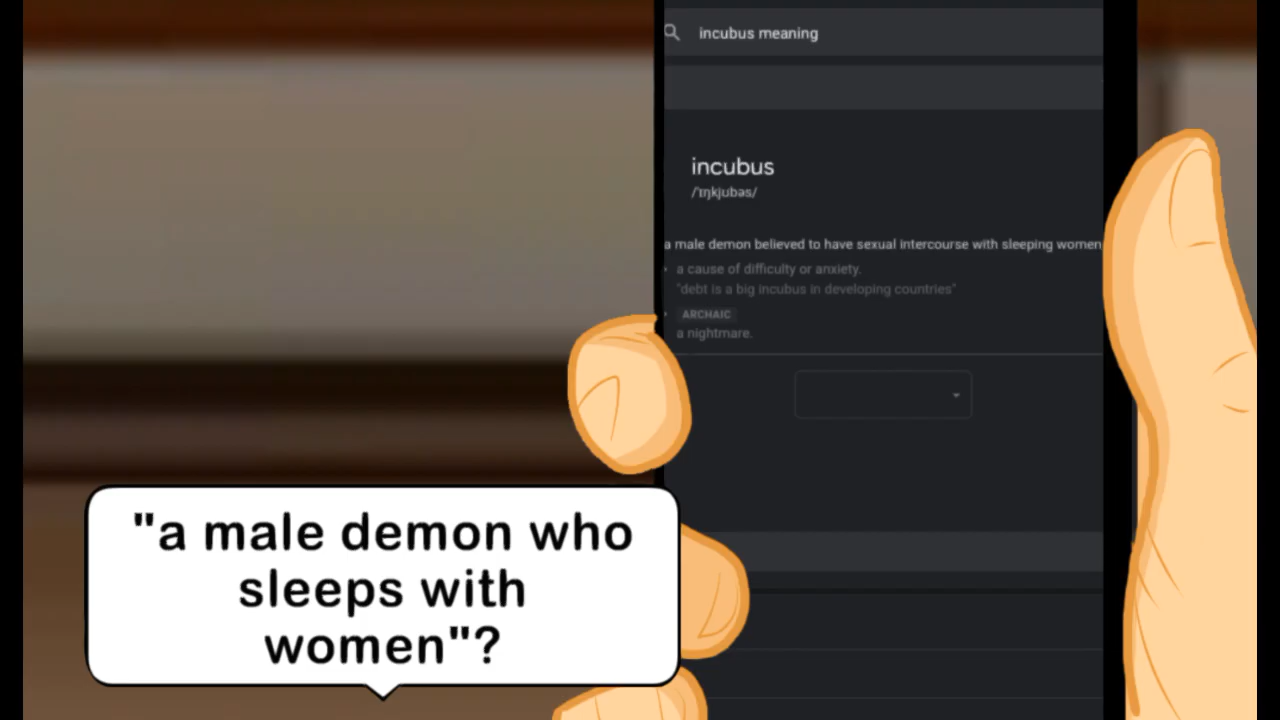 incubus meaning
incubus
/ˈɪŋkjʊbəs/
a male demon believed to have sexual intercourse with sleeping women
a cause of difficulty or anxiety.
"debt is a big incubus in developing countries"
ARCHAIC
a nightmare.
"a male demon who
sleeps with
women"?